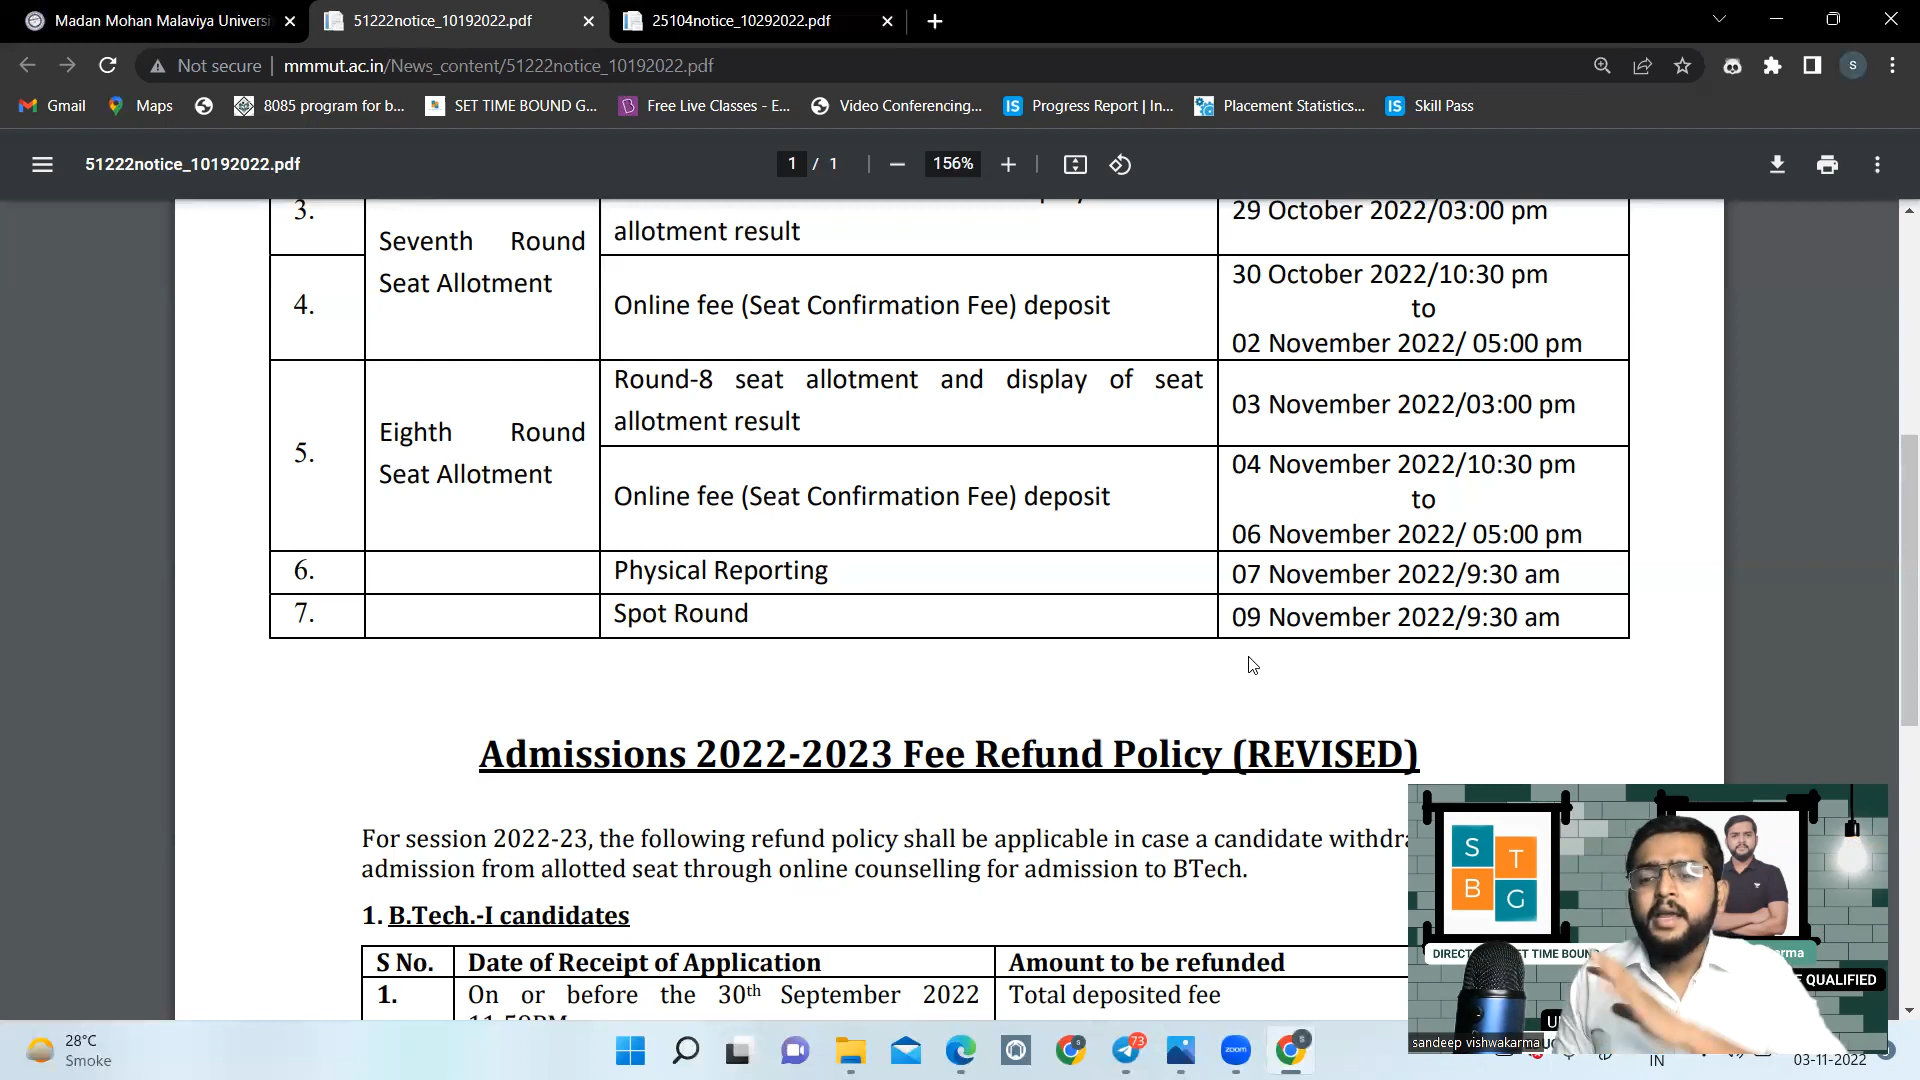 Madan Mohan Malaviya Universi
51222notice_10192022.pdf
25104notice_10292022.pdf
Not secure
mmmut.ac.in/News_content/51222notice_10192022.pdf
S
Gmail
Maps
8085 program for b...
SET TIME BOUND G...
Free Live Classes - E...
Video Conferencing...
IS Progress Report | In...
Placement Statistics...
IS Skill Pass
51222notice_10192022.pdf
1 / 1
156%
3.
allotment result
29 October 2022/03:00 pm
Seventh Round
Seat Allotment
4.
Online fee (Seat Confirmation Fee) deposit
30 October 2022/10:30 pm
to
02 November 2022/ 05:00 pm
5.
Eighth Round
Seat Allotment
Round-8 seat allotment and display of seat
allotment result
03 November 2022/03:00 pm
Online fee (Seat Confirmation Fee) deposit
04 November 2022/10:30 pm
to
06 November 2022/ 05:00 pm
6.
Physical Reporting
07 November 2022/9:30 am
7.
Spot Round
09 November 2022/9:30 am
Admissions 2022-2023 Fee Refund Policy (REVISED)
For session 2022-23, the following refund policy shall be applicable in case a candidate withdra
admission from allotted seat through online counselling for admission to BTech.
1. B.Tech.-I candidates
S No.
Date of Receipt of Application
Amount to be refunded
1.
On or before the 30th September 2022
Total deposited fee
S T
B G
DIRECT
ET TIME BOUN
rma
E QUALIFIED
sandeep vishwakarma
28°C
Smoke
73
zoom
IN
03-11-2022